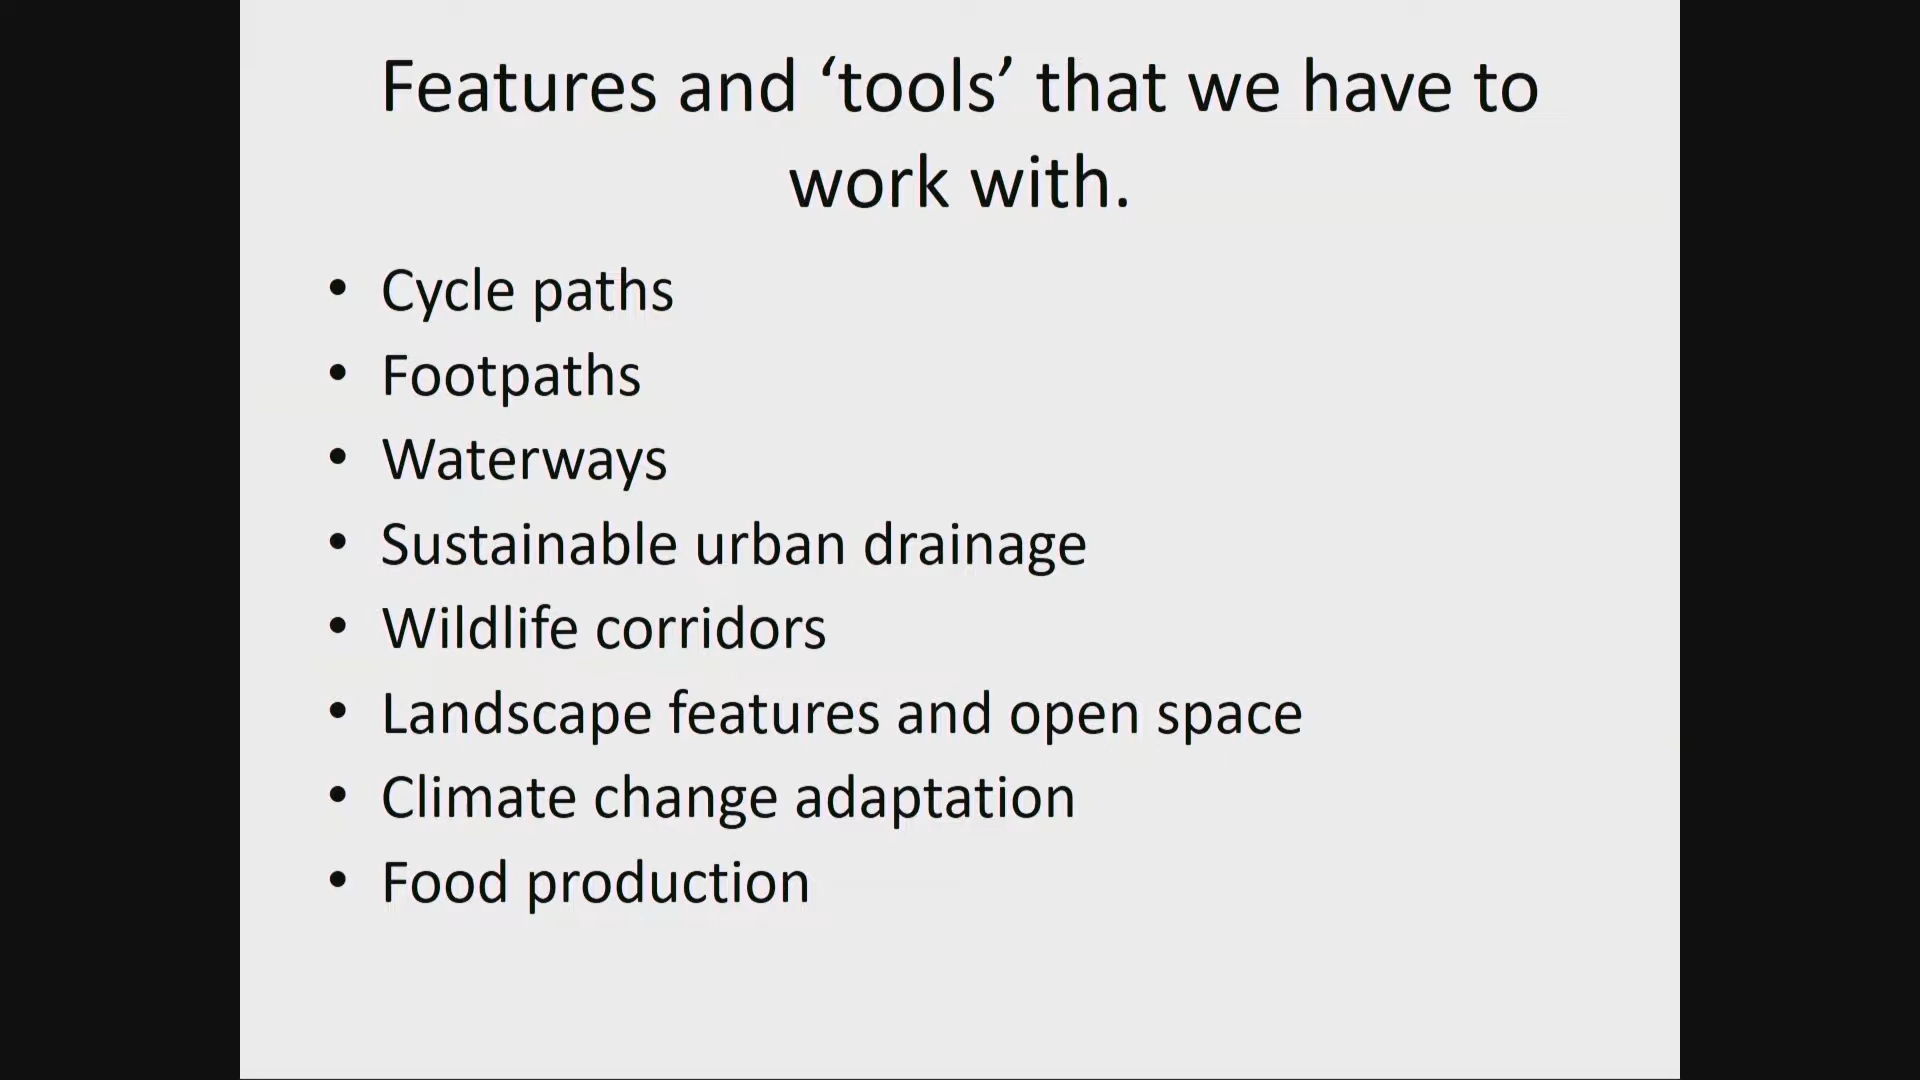 Features and ‘tools’ that we have to
work with.
• Cycle paths
• Footpaths
• Waterways
• Sustainable urban drainage
• Wildlife corridors
• Landscape features and open space
• Climate change adaptation
• Food production